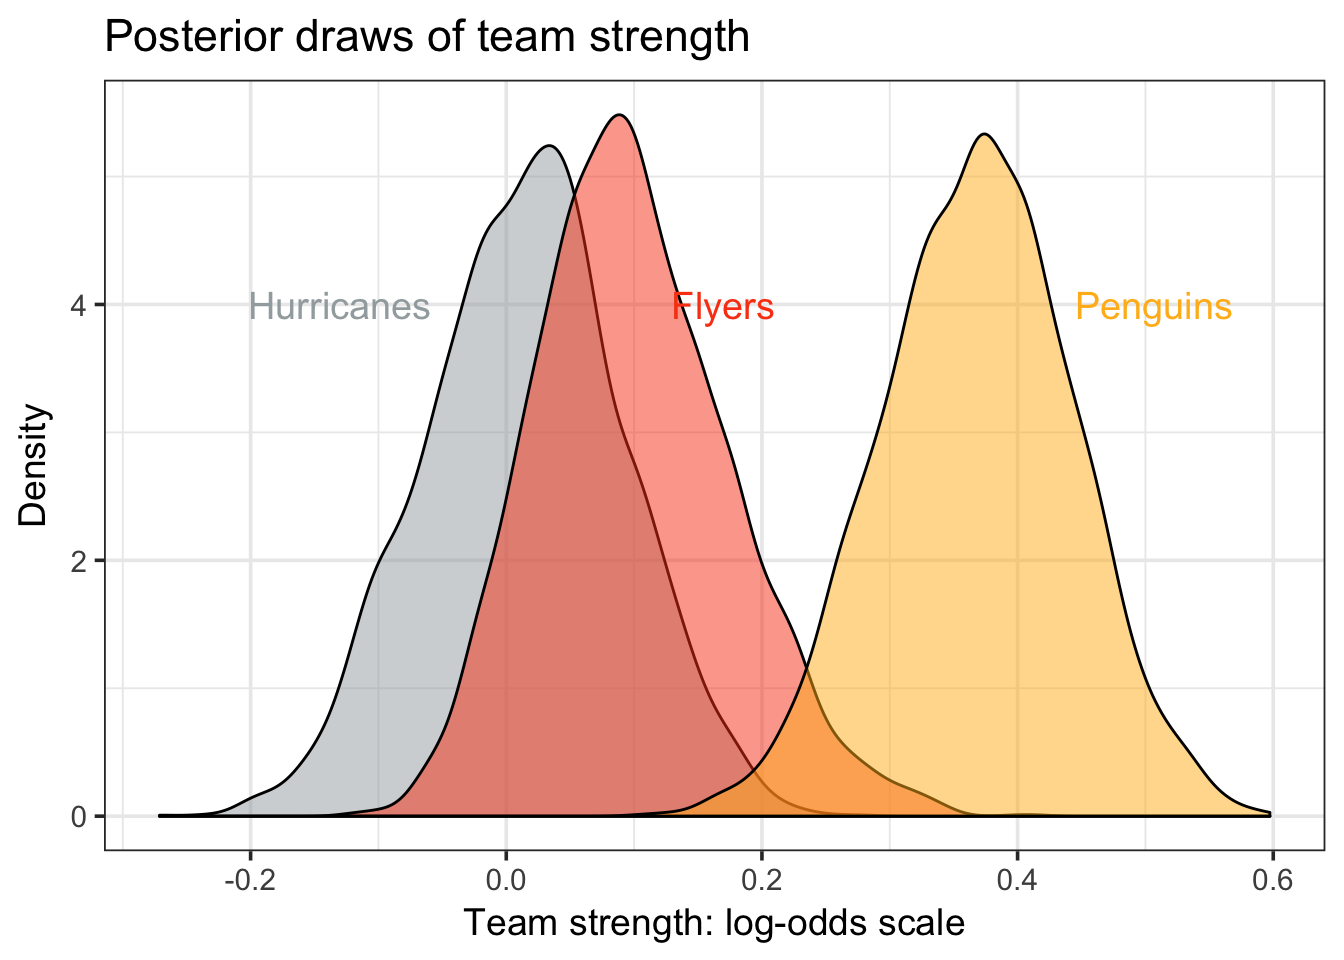 Posterior draws of team strength
Hurricanes
Flyers
Penguins
Density
4
2
0
-0.2
0.0
0.2
0.4
0.6
Team strength: log-odds scale